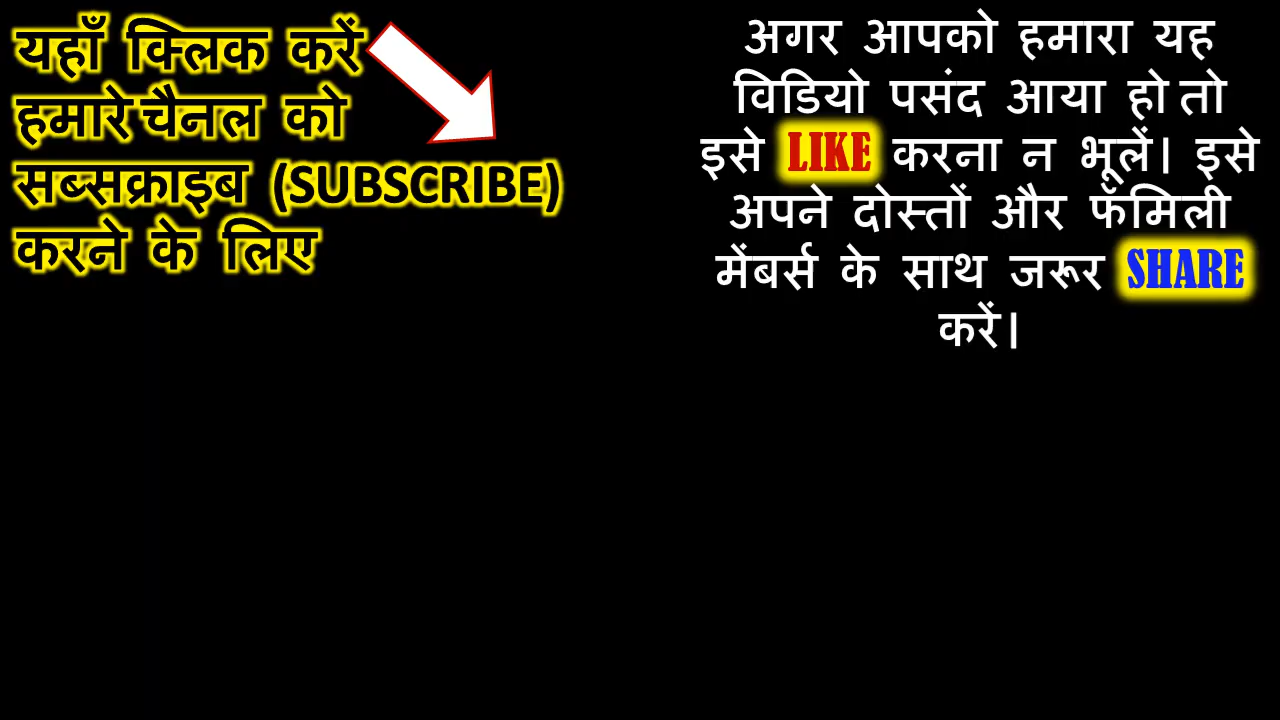 यहाँ क्लिक करें
हमारे चैनल को
सब्सक्राइब (SUBSCRIBE)
करने के लिए
अगर आपको हमारा यह
विडियो पसंद आया हो तो
इसे LIKE करना न भूलें। इसे
अपने दोस्तों और फॅमिली
मेंबर्स के साथ जरूर SHARE
करें।